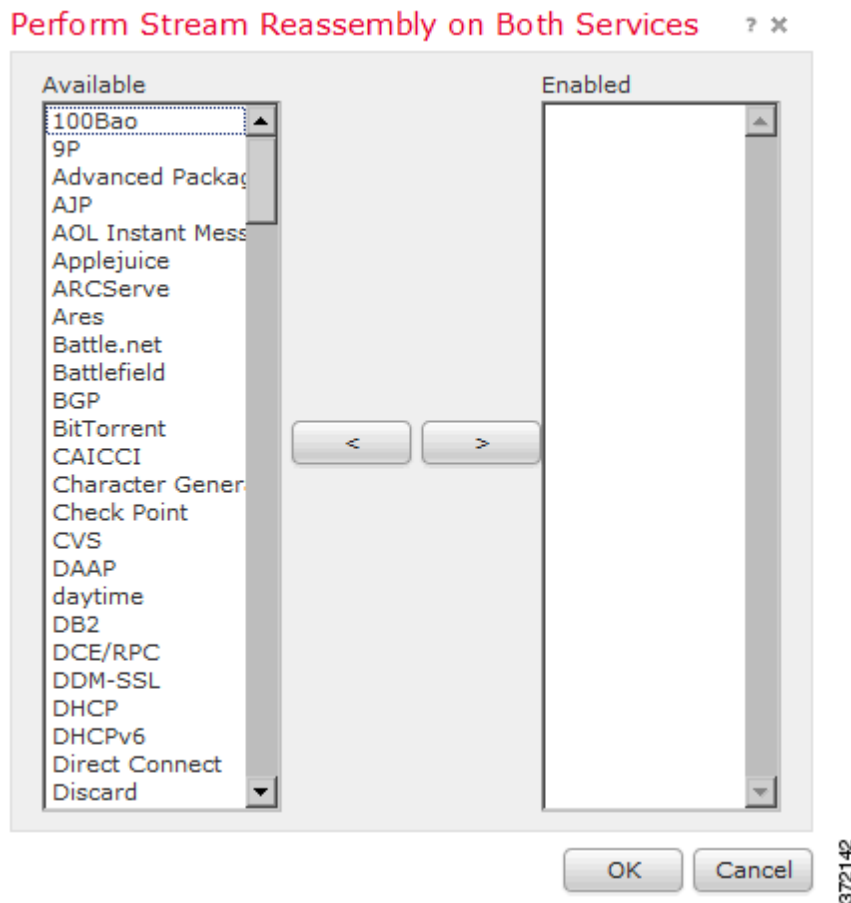 Perform Stream Reassembly on Both Services ? ×
Available
Enabled
100Bao
9P
Advanced Packag
AJP
AOL Instant Mess
Applejuice
ARCServe
Ares
Battle.net
Battlefield
BGP
BitTorrent
CAICCI
Character Gener
Check Point
CVS
DAAP
daytime
DB2
DCE/RPC
DDM-SSL
DHCP
DHCPv6
Direct Connect
Discard
< >
OK Cancel
372142